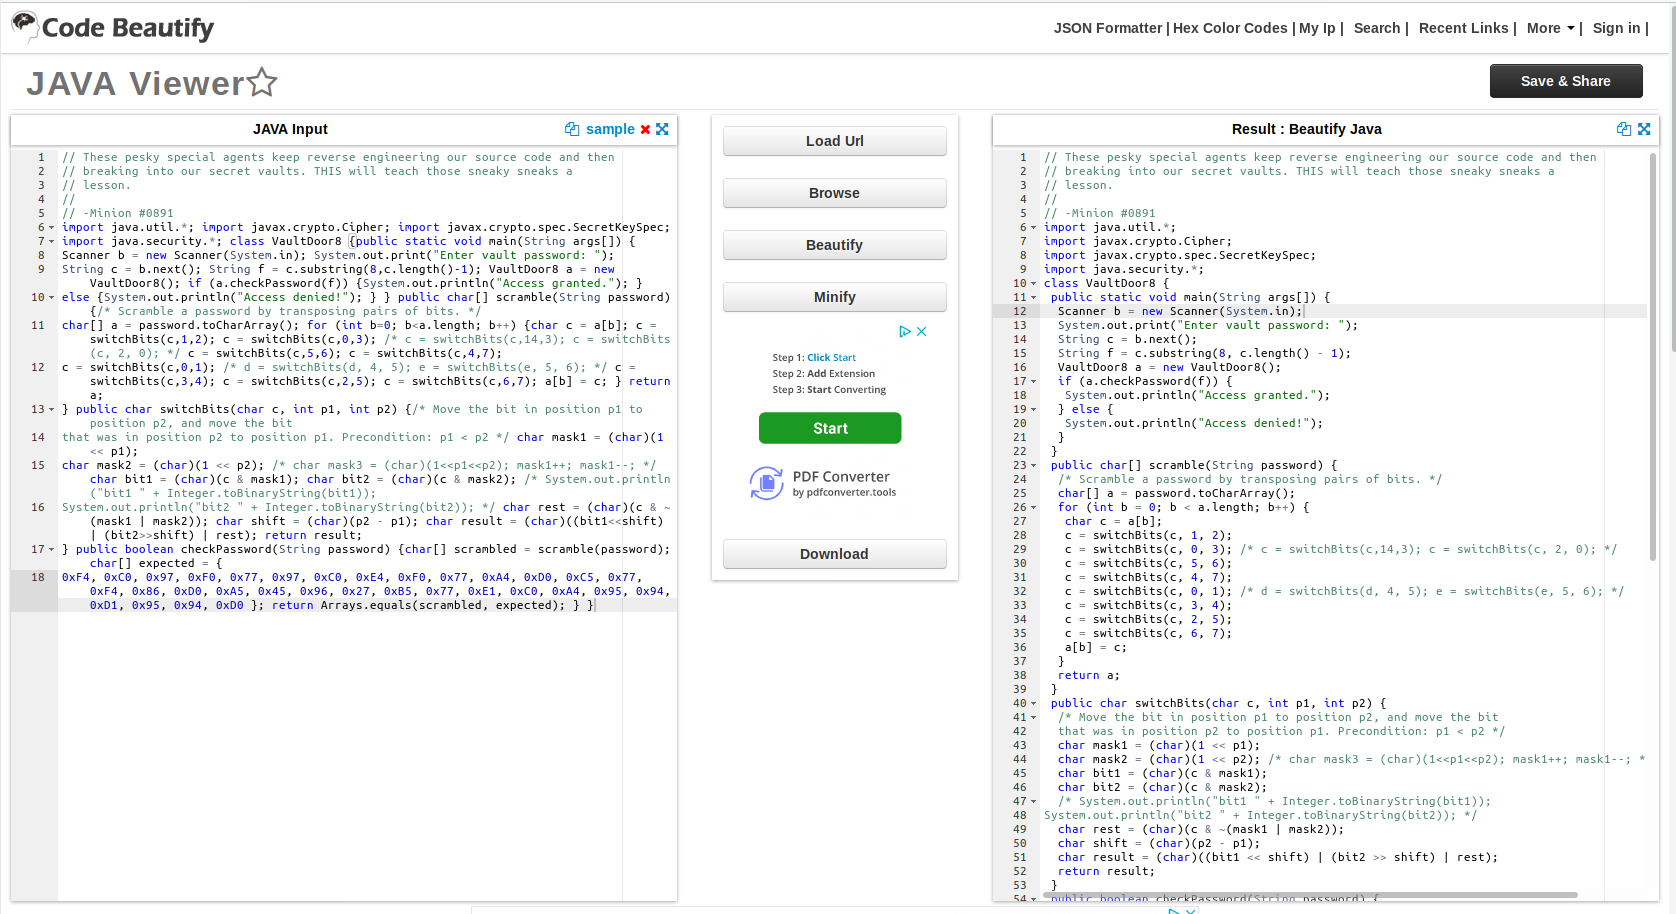 Code Beautify
JSON Formatter | Hex Color Codes | My Ip | Search | Recent Links | More | Sign in |
JAVA Viewer
Save & Share
JAVA Input
sample
1 // These pesky special agents keep reverse engineering our source code and then
2 // breaking into our secret vaults. THIS will teach those sneaky sneaks a
3 // lesson.
4 //
5 // -Minion #0891
6 import java.util.*; import javax.crypto.Cipher; import javax.crypto.spec.SecretKeySpec;
7 import java.security.*; class VaultDoor8 {public static void main(String args[]) {
8 Scanner b = new Scanner(System.in); System.out.print("Enter vault password: ");
9 String c = b.next(); String f = c.substring(8,c.length()-1); VaultDoor8 a = new
VaultDoor8(); if (a.checkPassword(f)) {System.out.println("Access granted."); }
10 else {System.out.println("Access denied!"); } } public char[] scramble(String password)
{/* Scramble a password by transposing pairs of bits. */
11 char[] a = password.toCharArray(); for (int b=0; b<a.length; b++) {char c = a[b]; c =
switchBits(c,1,2); c = switchBits(c,0,3); /* c = switchBits(c,14,3); c = switchBits
(c, 2, 0); */ c = switchBits(c,5,6); c = switchBits(c,4,7);
12 c = switchBits(c,0,1); /* d = switchBits(d, 4, 5); e = switchBits(e, 5, 6); */ c =
switchBits(c,3,4); c = switchBits(c,2,5); c = switchBits(c,6,7); a[b] = c; } return
a;
13 } public char switchBits(char c, int p1, int p2) {/* Move the bit in position p1 to
position p2, and move the bit
14 that was in position p2 to position p1. Precondition: p1 < p2 */ char mask1 = (char)(1
<< p1);
15 char mask2 = (char)(1 << p2); /* char mask3 = (char)(1<<p1<<p2); mask1++; mask1--; */
char bit1 = (char)(c & mask1); char bit2 = (char)(c & mask2); /* System.out.println
("bit1 " + Integer.toBinaryString(bit1));
16 System.out.println("bit2 " + Integer.toBinaryString(bit2)); */ char rest = (char)(c & ~
(mask1 | mask2)); char shift = (char)(p2 - p1); char result = (char)((bit1<<shift)
| (bit2>>shift) | rest); return result;
17 } public boolean checkPassword(String password) {char[] scrambled = scramble(password);
char[] expected = {
18 0xF4, 0xC0, 0x97, 0xF0, 0x77, 0x97, 0xC0, 0xE4, 0xF0, 0x77, 0xA4, 0xD0, 0xC5, 0x77,
0xF4, 0x86, 0xD0, 0xA5, 0x45, 0x96, 0x27, 0xB5, 0x77, 0xE1, 0xC0, 0xA4, 0x95, 0x94,
0xD1, 0x95, 0x94, 0xD0 }; return Arrays.equals(scrambled, expected); } }
Load Url
Browse
Beautify
Minify
Step 1: Click Start
Step 2: Add Extension
Step 3: Start Converting
Start
PDF Converter
by pdfconverter.tools
Download
Result : Beautify Java
1 // These pesky special agents keep reverse engineering our source code and then
2 // breaking into our secret vaults. THIS will teach those sneaky sneaks a
3 // lesson.
4 //
5 // -Minion #0891
6 import java.util.*;
7 import javax.crypto.Cipher;
8 import javax.crypto.spec.SecretKeySpec;
9 import java.security.*;
10 class VaultDoor8 {
11 public static void main(String args[]) {
12 Scanner b = new Scanner(System.in);
13 System.out.print("Enter vault password: ");
14 String c = b.next();
15 String f = c.substring(8, c.length() - 1);
16 VaultDoor8 a = new VaultDoor8();
17 if (a.checkPassword(f)) {
18 System.out.println("Access granted.");
19 } else {
20 System.out.println("Access denied!");
21 }
22 }
23 public char[] scramble(String password) {
24 /* Scramble a password by transposing pairs of bits. */
25 char[] a = password.toCharArray();
26 for (int b = 0; b < a.length; b++) {
27 char c = a[b];
28 c = switchBits(c, 1, 2);
29 c = switchBits(c, 0, 3); /* c = switchBits(c,14,3); c = switchBits(c, 2, 0); */
30 c = switchBits(c, 5, 6);
31 c = switchBits(c, 4, 7);
32 c = switchBits(c, 0, 1); /* d = switchBits(d, 4, 5); e = switchBits(e, 5, 6); */
33 c = switchBits(c, 3, 4);
34 c = switchBits(c, 2, 5);
35 c = switchBits(c, 6, 7);
36 a[b] = c;
37 }
38 return a;
39 }
40 public char switchBits(char c, int p1, int p2) {
41 /* Move the bit in position p1 to position p2, and move the bit
42 that was in position p2 to position p1. Precondition: p1 < p2 */
43 char mask1 = (char)(1 << p1);
44 char mask2 = (char)(1 << p2); /* char mask3 = (char)(1<<p1<<p2); mask1++; mask1--; *
45 char bit1 = (char)(c & mask1);
46 char bit2 = (char)(c & mask2);
47 /* System.out.println("bit1 " + Integer.toBinaryString(bit1));
48 System.out.println("bit2 " + Integer.toBinaryString(bit2)); */
49 char rest = (char)(c & ~(mask1 | mask2));
50 char shift = (char)(p2 - p1);
51 char result = (char)((bit1 << shift) | (bit2 >> shift) | rest);
52 return result;
53 }
54 public boolean checkPassword(String password) {